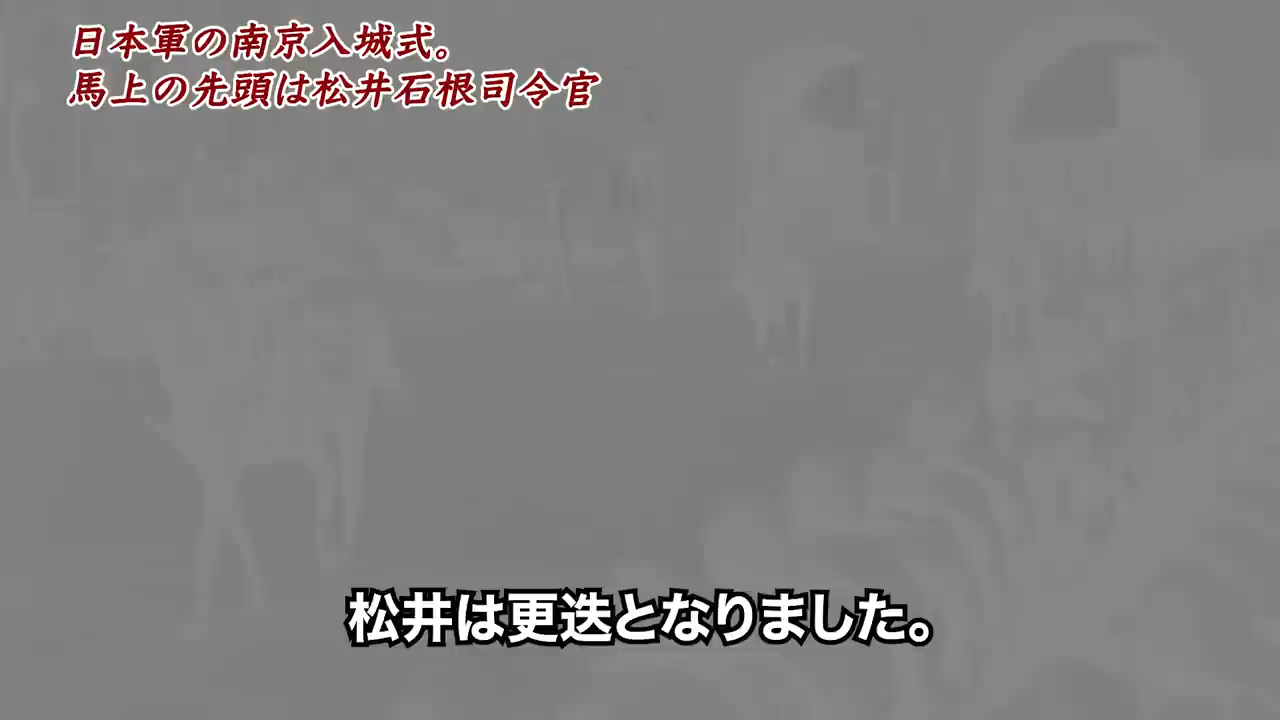 日本軍の南京入城式。
馬上の先頭は松井石根司令官
松井は更迭となりました。